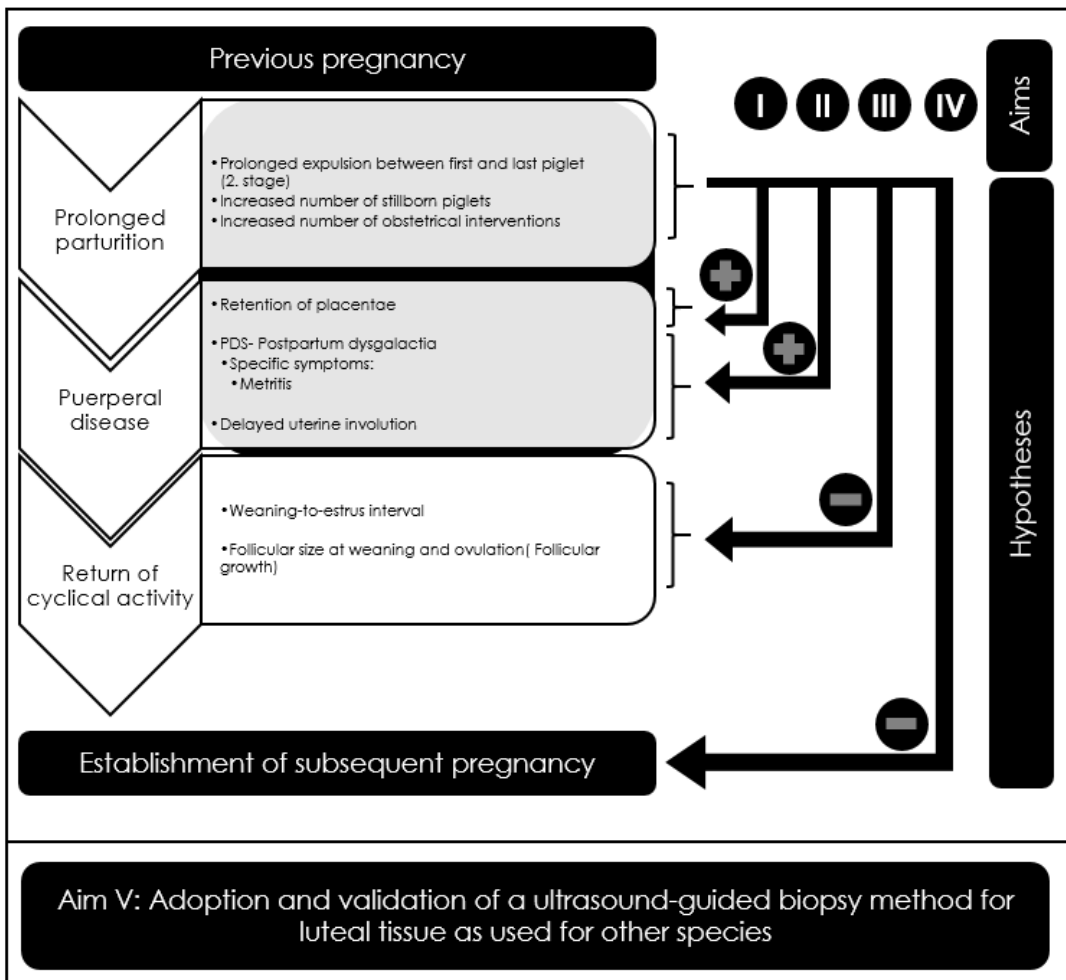 Previous pregnancy
I II III IV
Aims
Prolonged
parturition
•Prolonged expulsion between first and last piglet
(2. stage)
•Increased number of stillborn piglets
•Increased number of obstetrical interventions
Puerperal
disease
•Retention of placentae
•PDS- Postpartum dysgalactia
•Specific symptoms:
•Metritis
•Delayed uterine involution
Return of
cyclical activity
•Weaning-to-estrus interval
•Follicular size at weaning and ovulation( Follicular
growth)
Hypotheses
Establishment of subsequent pregnancy
Aim V: Adoption and validation of a ultrasound-guided biopsy method for
luteal tissue as used for other species